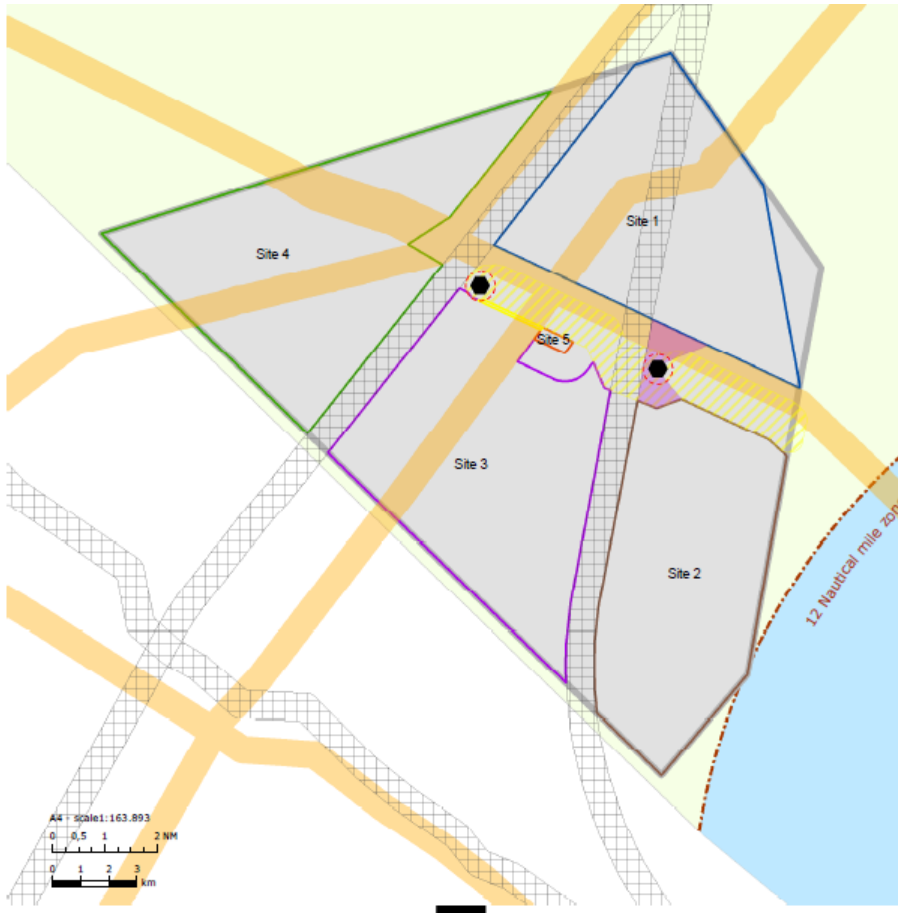 Site 1
Site 4
Site 5
Site 3
Site 2
12 Nautical mile zon
A4 - scale1:163.893
0 0,5 1 2 NM
0 1 2 3 km